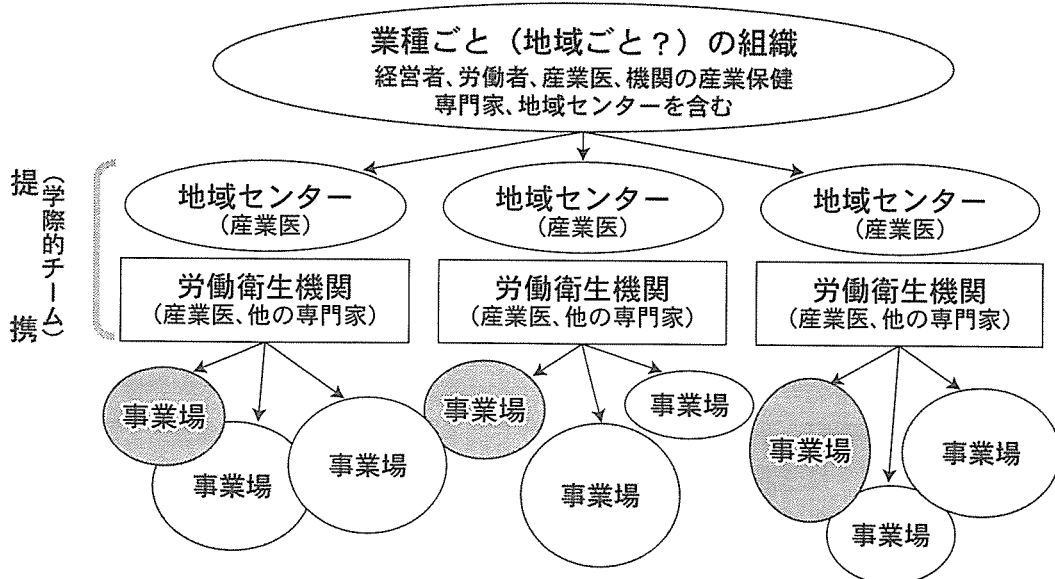 業種ごと（地域ごと？）の組織
経営者、労働者、産業医、機関の産業保健
専門家、地域センターを含む
提携
（学際的チーム）
地域センター
（産業医）
地域センター
（産業医）
地域センター
（産業医）
労働衛生機関
（産業医、他の専門家）
労働衛生機関
（産業医、他の専門家）
労働衛生機関
（産業医、他の専門家）
事業場
事業場
事業場
事業場
事業場
事業場
事業場
事業場
事業場